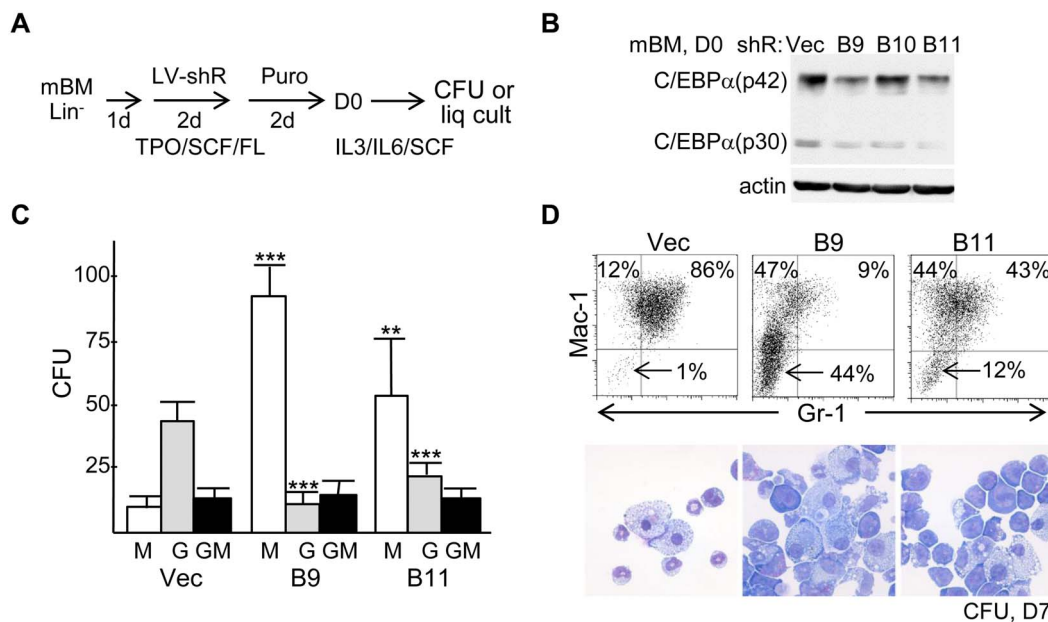 A
mBM
Lin⁻
1d
LV-shR
2d
TPO/SCF/FL
Puro
2d
D0
IL3/IL6/SCF
CFU or
liq cult
B
mBM, D0 shR: Vec B9 B10 B11
C/EBPα(p42)
C/EBPα(p30)
actin
C
CFU
100
75
50
25
***
***
**
***
M G GM M G GM M G GM
Vec B9 B11
D
Vec B9 B11
12% 86% 47% 9% 44% 43%
1% 44% 12%
Mac-1
Gr-1
CFU, D7